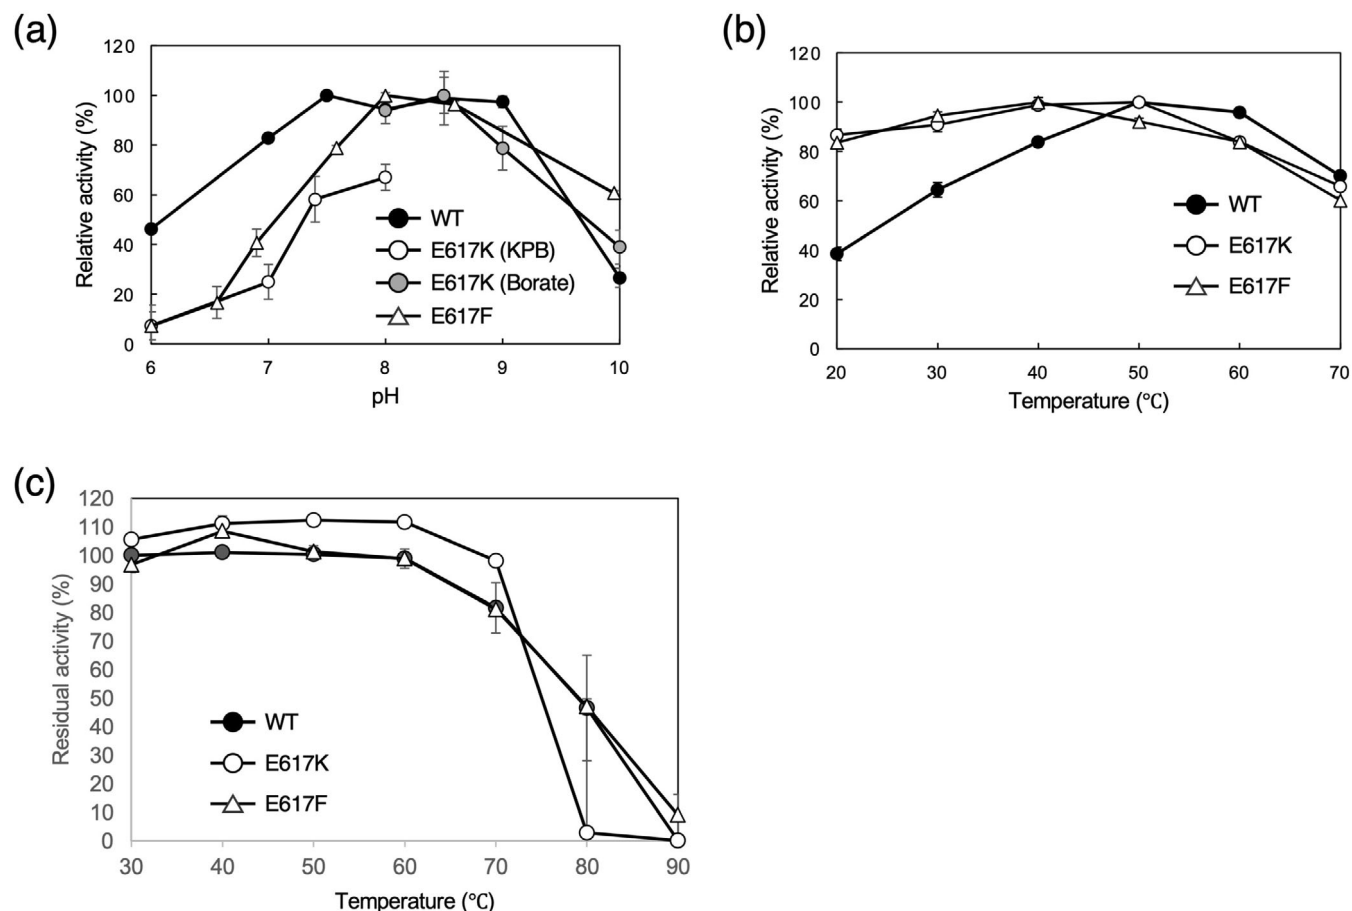 (a)
120
100
80
60
40
20
0
Relative activity (%)
WT
E617K (KPB)
E617K (Borate)
E617F
6 7 8 9 10
pH
(b)
120
100
80
60
40
20
0
Relative activity (%)
WT
E617K
E617F
20 30 40 50 60 70
Temperature (℃)
(c)
120
110
100
90
80
70
60
50
40
30
20
10
0
Residual activity (%)
WT
E617K
E617F
30 40 50 60 70 80 90
Temperature (℃)